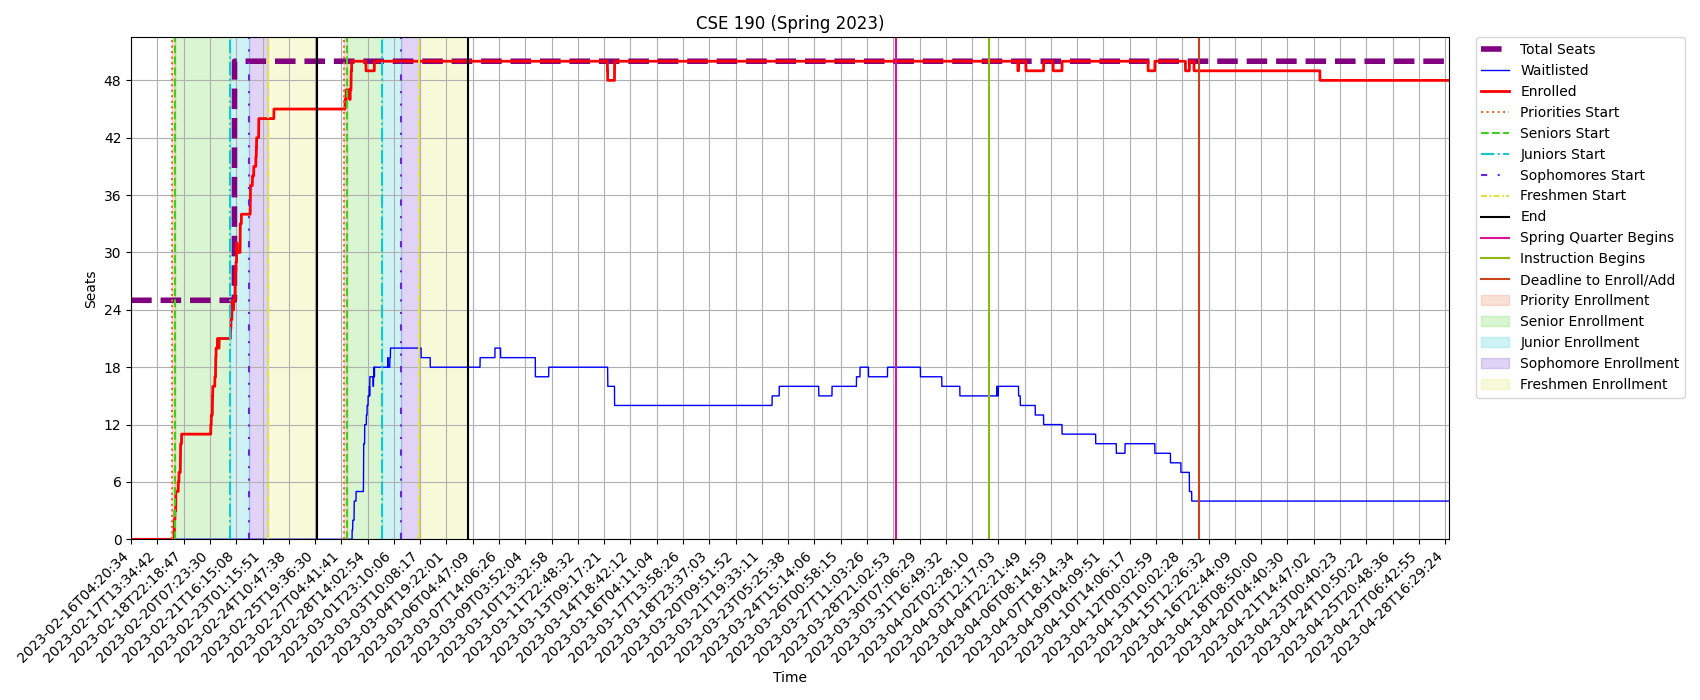 CSE 190 (Spring 2023)
Seats
48
42
36
30
24
18
12
6
0
2023-02-16T04:20:34
2023-02-17T13:34:42
2023-02-18T22:18:47
2023-02-20T07:23:30
2023-02-21T16:15:08
2023-02-23T01:15:51
2023-02-24T10:47:38
2023-02-25T19:36:30
2023-02-27T04:41:41
2023-02-28T14:02:54
2023-03-01T23:10:06
2023-03-03T10:08:17
2023-03-04T19:22:01
2023-03-06T04:47:09
2023-03-07T14:06:26
2023-03-09T03:52:04
2023-03-10T13:32:58
2023-03-11T22:48:32
2023-03-13T09:17:21
2023-03-14T18:42:12
2023-03-16T04:11:04
2023-03-17T13:58:26
2023-03-18T23:37:03
2023-03-20T09:51:52
2023-03-21T19:33:11
2023-03-23T05:25:38
2023-03-24T15:14:06
2023-03-26T00:58:15
2023-03-27T11:03:26
2023-03-28T21:02:53
2023-03-30T07:06:29
2023-03-31T16:49:32
2023-04-02T02:28:10
2023-04-03T12:17:03
2023-04-04T22:21:49
2023-04-06T08:14:59
2023-04-07T18:14:34
2023-04-09T04:09:51
2023-04-10T14:06:17
2023-04-12T00:02:59
2023-04-13T10:02:28
2023-04-15T12:26:32
2023-04-16T22:44:09
2023-04-18T08:50:00
2023-04-20T04:40:30
2023-04-21T14:47:02
2023-04-23T00:40:23
2023-04-24T10:50:22
2023-04-25T20:48:36
2023-04-27T06:42:55
2023-04-28T16:29:24
Time
Total Seats
Waitlisted
Enrolled
Priorities Start
Seniors Start
Juniors Start
Sophomores Start
Freshmen Start
End
Spring Quarter Begins
Instruction Begins
Deadline to Enroll/Add
Priority Enrollment
Senior Enrollment
Junior Enrollment
Sophomore Enrollment
Freshmen Enrollment